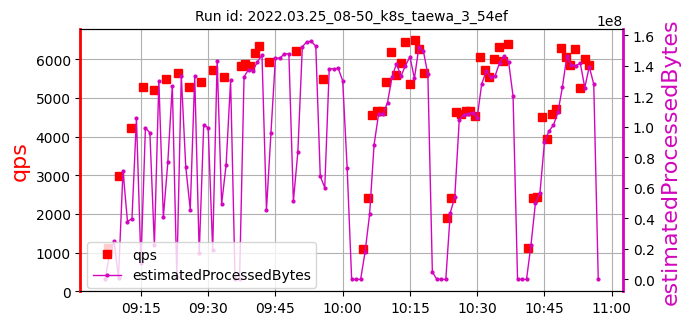 Run id: 2022.03.25_08-50_k8s_taewa_3_54ef
1e8
6000
5000
4000
3000
2000
1000
0
qps
1.6
1.4
1.2
1.0
0.8
0.6
0.4
0.2
0.0
estimatedProcessedBytes
qps
estimatedProcessedBytes
09:15 09:30 09:45 10:00 10:15 10:30 10:45 11:00